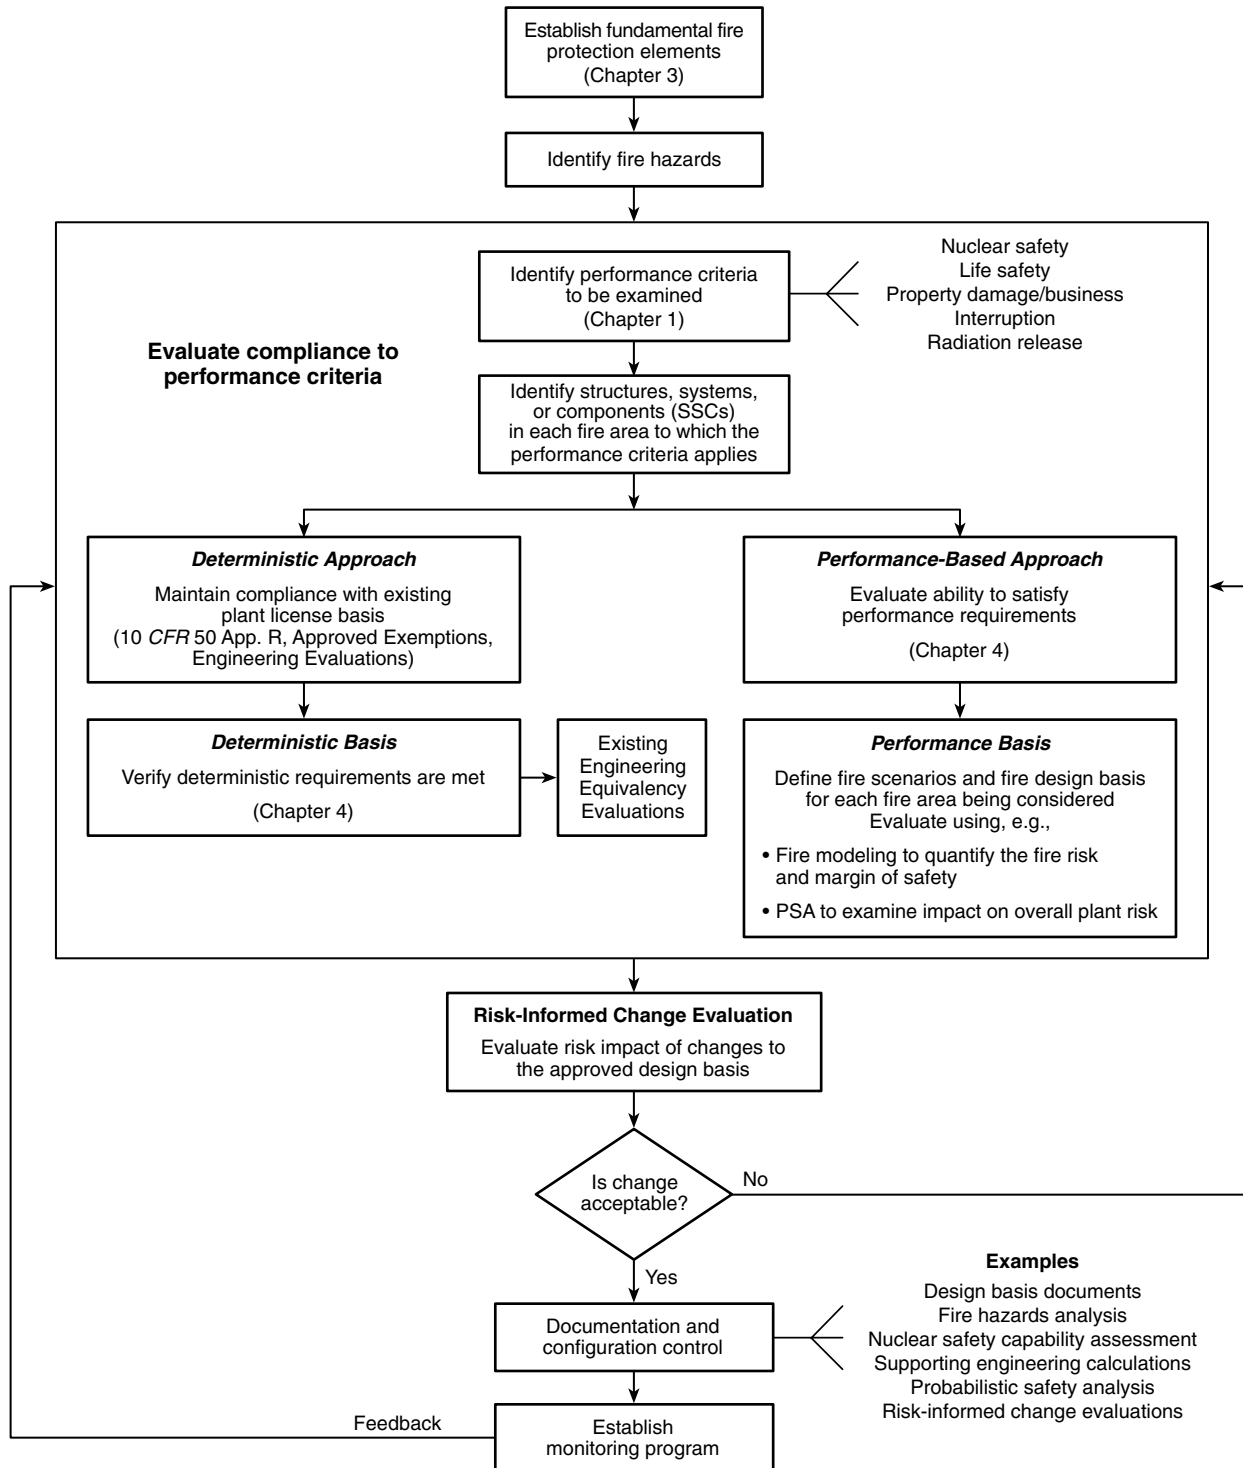 Establish fundamental fire
protection elements
(Chapter 3)
Identify fire hazards
Identify performance criteria
to be examined
(Chapter 1)
Nuclear safety
Life safety
Property damage/business
Interruption
Radiation release
Evaluate compliance to
performance criteria
Identify structures, systems,
or components (SSCs)
in each fire area to which the
performance criteria applies
Deterministic Approach
Maintain compliance with existing
plant license basis
(10 CFR 50 App. R, Approved Exemptions,
Engineering Evaluations)
Performance-Based Approach
Evaluate ability to satisfy
performance requirements
(Chapter 4)
Deterministic Basis
Verify deterministic requirements are met
(Chapter 4)
Existing
Engineering
Equivalency
Evaluations
Performance Basis
Define fire scenarios and fire design basis
for each fire area being considered
Evaluate using, e.g.,
• Fire modeling to quantify the fire risk
and margin of safety
• PSA to examine impact on overall plant risk
Risk-Informed Change Evaluation
Evaluate risk impact of changes to
the approved design basis
Is change
acceptable?
No
Yes
Documentation and
configuration control
Examples
Design basis documents
Fire hazards analysis
Nuclear safety capability assessment
Supporting engineering calculations
Probabilistic safety analysis
Risk-informed change evaluations
Feedback
Establish
monitoring program